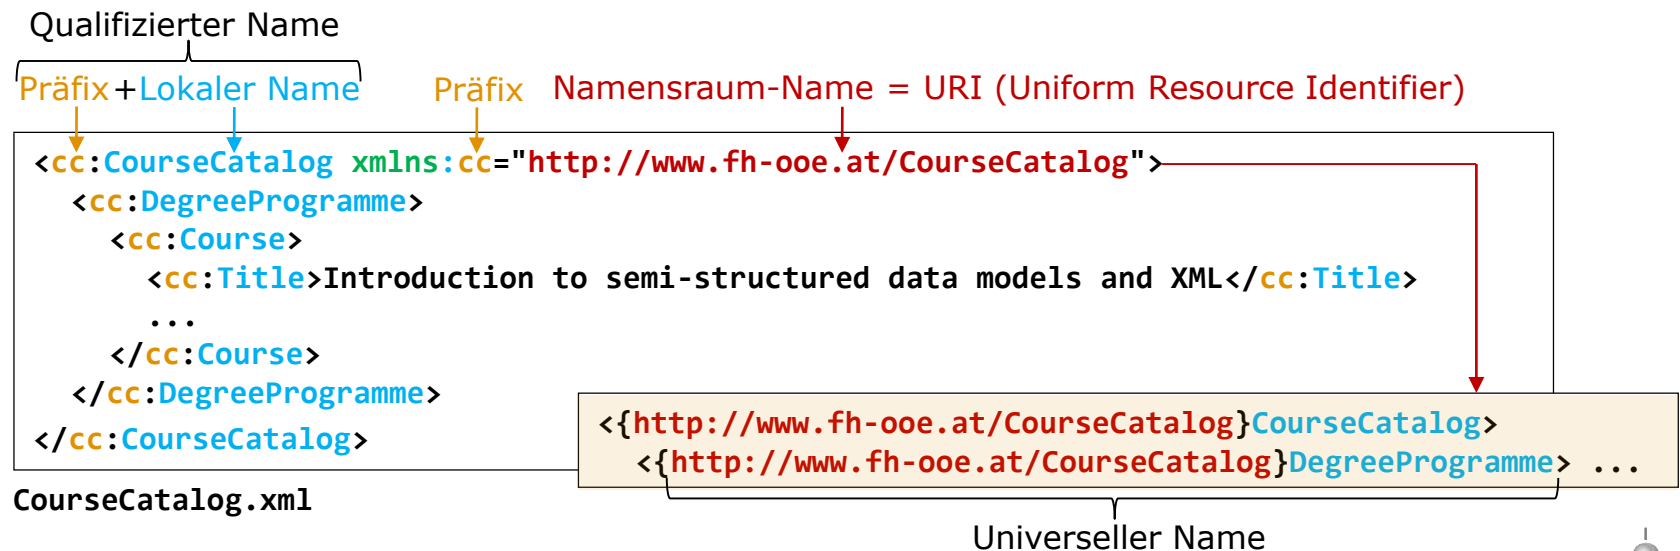 Qualifizierter Name
Präfix+Lokaler Name Präfix Namensraum-Name = URI (Uniform Resource Identifier)
<cc:CourseCatalog xmlns:cc="http://www.fh-ooe.at/CourseCatalog">
<cc:DegreeProgramme>
<cc:Course>
<cc:Title>Introduction to semi-structured data models and XML</cc:Title>
...
</cc:Course>
</cc:DegreeProgramme>
</cc:CourseCatalog>
<{http://www.fh-ooe.at/CourseCatalog}CourseCatalog>
<{http://www.fh-ooe.at/CourseCatalog}DegreeProgramme> ...
CourseCatalog.xml
Universeller Name